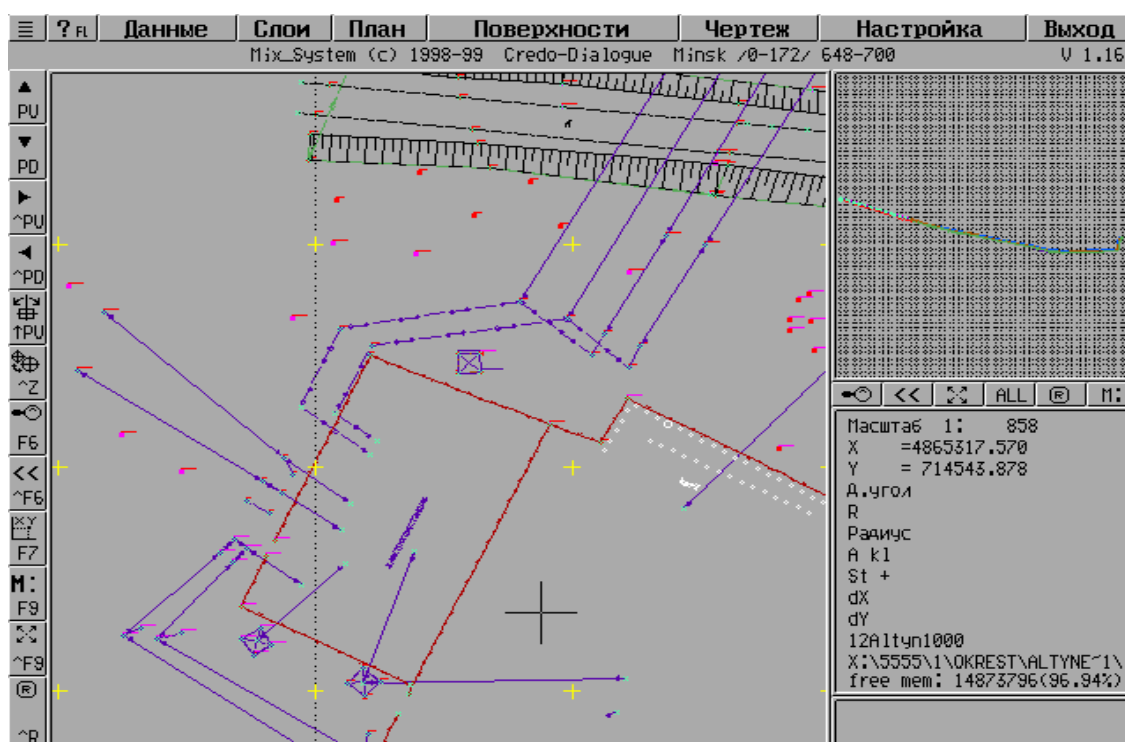 ≣ ? FL Данные Слои План Поверхности Чертеж Настройка Выход
Mix_System (c) 1998-99 Credo-Dialogue Minsk /0-172/ 648-700 V 1.16
▲
PU
▼
PD
►
^PU
◄
^PD
↑PU
^Z
F6
<<
^F6
XY
F7
М:
F9
^F9
®
^R
<< ALL ® М:
Масштаб 1: 858
X =4865317.570
Y = 714543.878
Д.угол
R
Радиус
A kl
St +
dX
dY
12Altyn1000
X:\5555\1\OKREST\ALTYNE~1\
free mem: 14873796(96.94%)